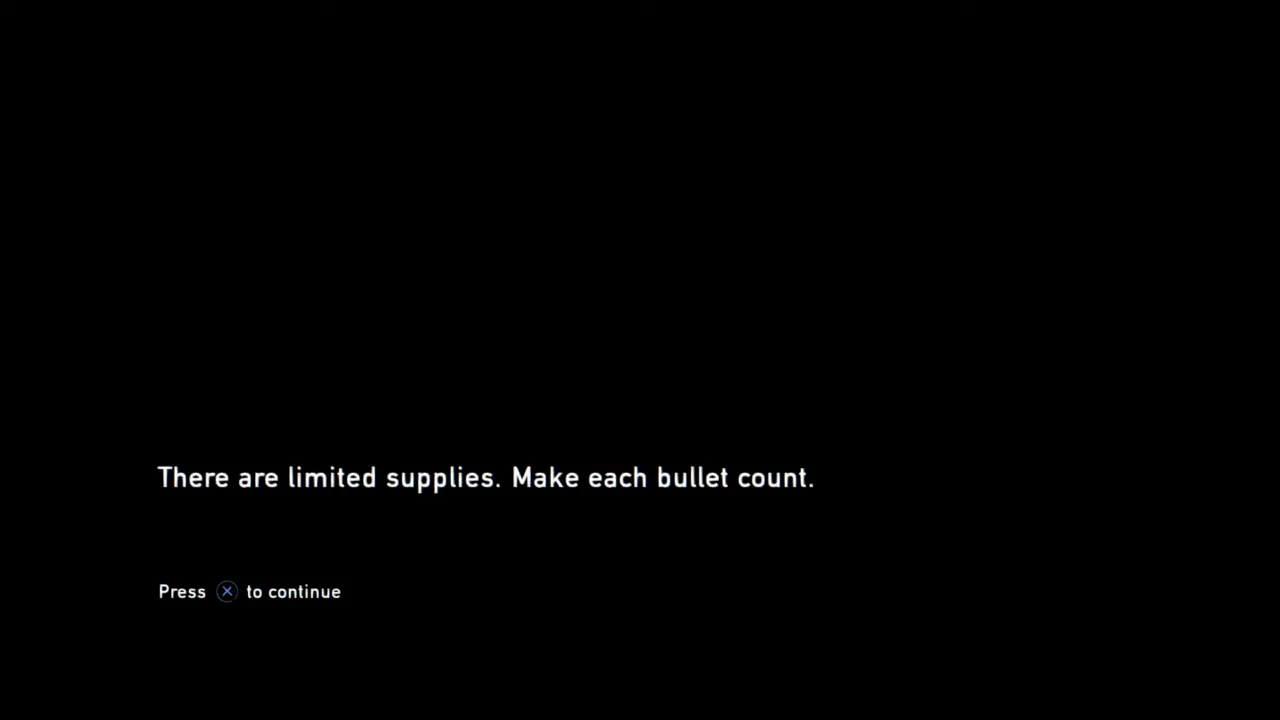 There are limited supplies. Make each bullet count.
Press ⓧ to continue